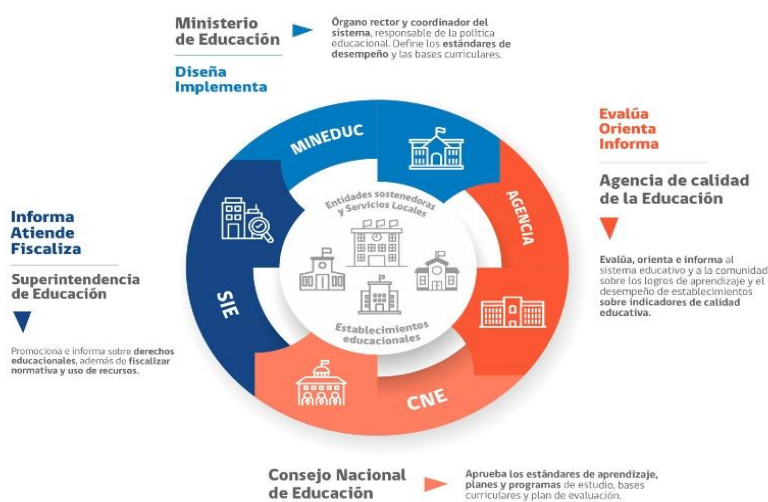 Ministerio
de Educación
Diseña
Implementa
Órgano rector y coordinador del
sistema, responsable de la política
educacional. Define los estándares de
desempeño y las bases curriculares.
Evalúa
Orienta
Informa
Agencia de calidad
de la Educación
Evalúa, orienta e informa al
sistema educativo y a la comunidad
sobre los logros de aprendizaje y el
desempeño de establecimientos
sobre indicadores de calidad
educativa.
MINEDUC
AGENCIA
CNE
SIE
Entidades sostenedoras
y Servicios Locales
Establecimientos
educacionales
Informa
Atiende
Fiscaliza
Superintendencia
de Educación
Promociona e informa sobre derechos
educacionales, además de fiscalizar
normativa y uso de recursos.
Consejo Nacional
de Educación
Aprueba los estándares de aprendizaje,
planes y programas de estudio, bases
curriculares y plan de evaluación.